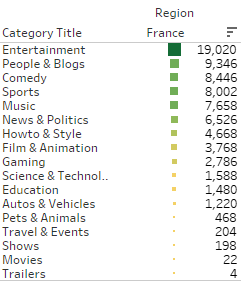 Region
Category Title France
Entertainment 19,020
People & Blogs 9,346
Comedy 8,446
Sports 8,002
Music 7,658
News & Politics 6,526
Howto & Style 4,668
Film & Animation 3,768
Gaming 2,786
Science & Technol.. 1,588
Education 1,480
Autos & Vehicles 1,220
Pets & Animals 468
Travel & Events 204
Shows 198
Movies 22
Trailers 4